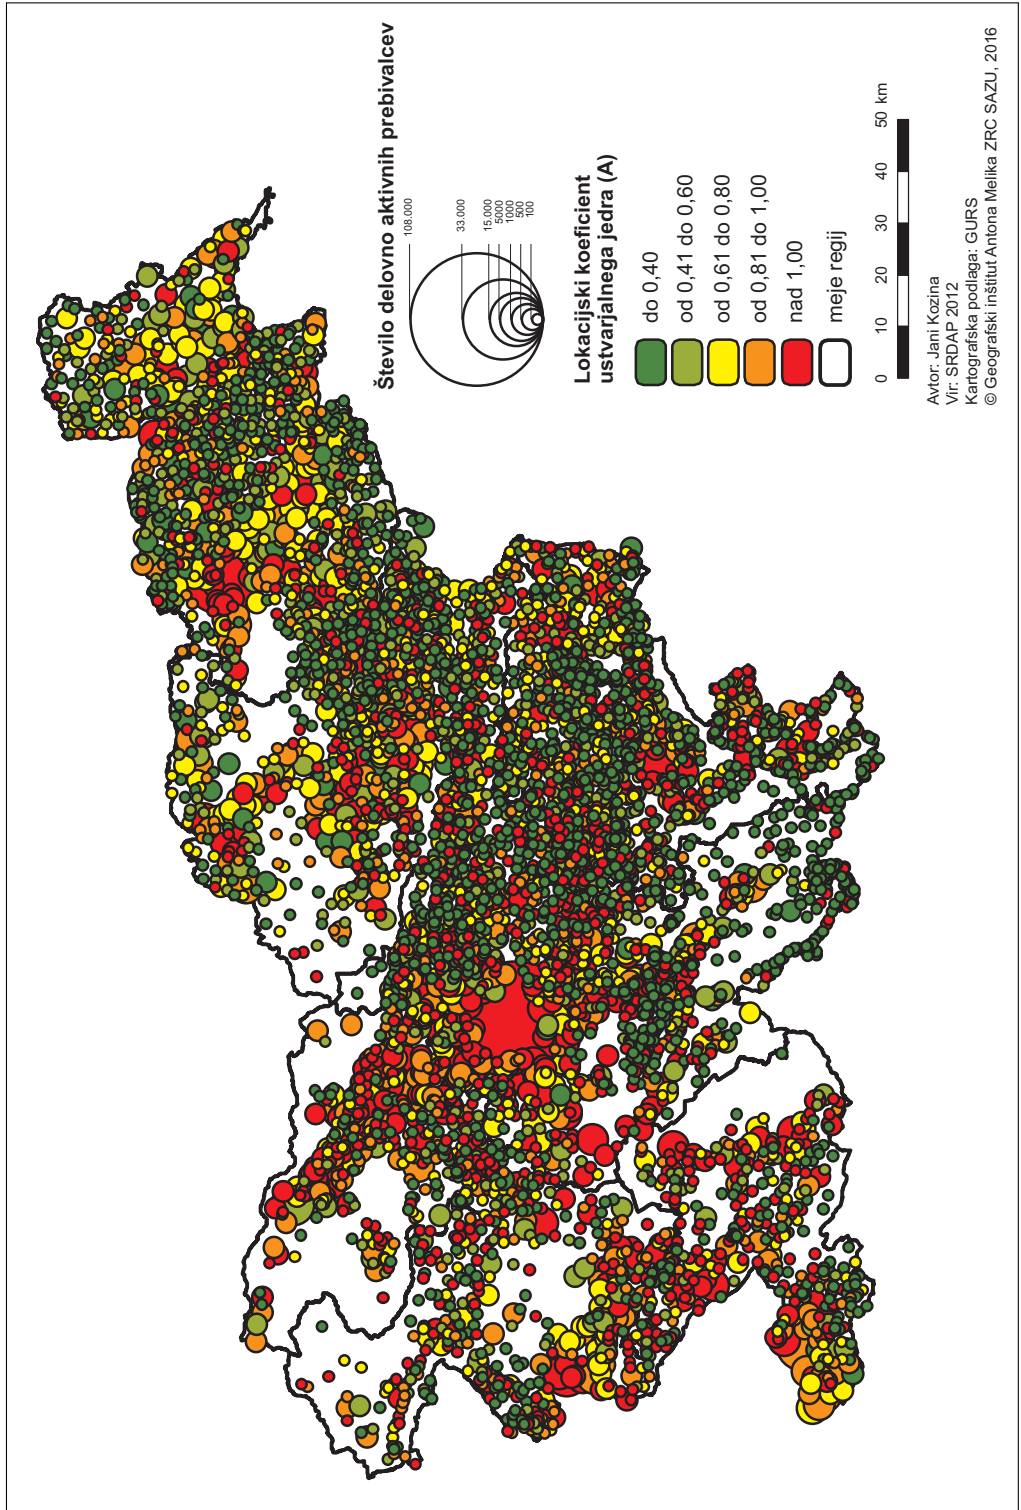 Število delovno aktivnih prebivalcev
108.000
33.000
15.000
5000
1000
500
100
Lokacijski koeficient
ustvarjalnega jedra (A)
do 0,40
od 0,41 do 0,60
od 0,61 do 0,80
od 0,81 do 1,00
nad 1,00
meje regij
0 10 20 30 40 50 km
Avtor: Jani Kozina
Vir: SRDAP 2012
Kartografska podlaga: GURS
© Geografski inštitut Antona Melika ZRC SAZU, 2016